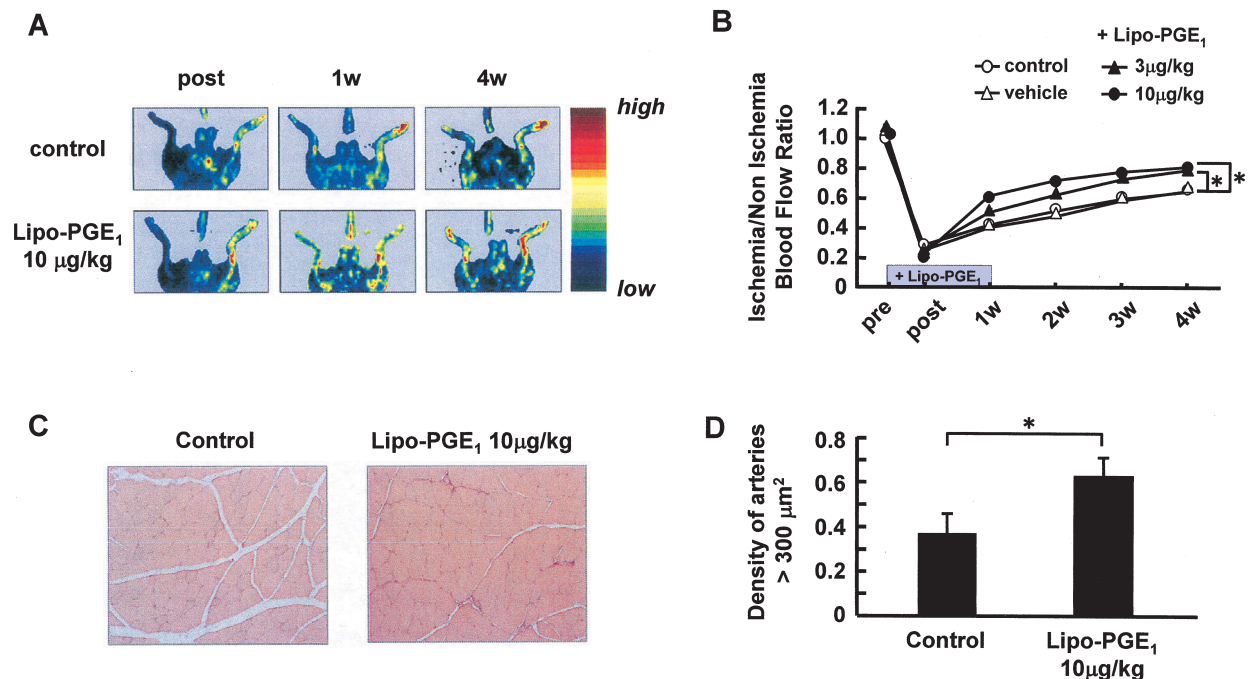 A
post 1w 4w
control
Lipo-PGE₁
10 μg/kg
high
low
B
+ Lipo-PGE₁
control 3μg/kg
vehicle 10μg/kg
Ischemia/Non Ischemia
Blood Flow Ratio
1.2
1.0
0.8
0.6
0.4
0.2
0
+ Lipo-PGE₁
* *
pre post 1w 2w 3w 4w
C
Control Lipo-PGE₁ 10μg/kg
D
Density of arteries
> 300 μm²
0.8
0.6
0.4
0.2
0
*
Control Lipo-PGE₁
10μg/kg